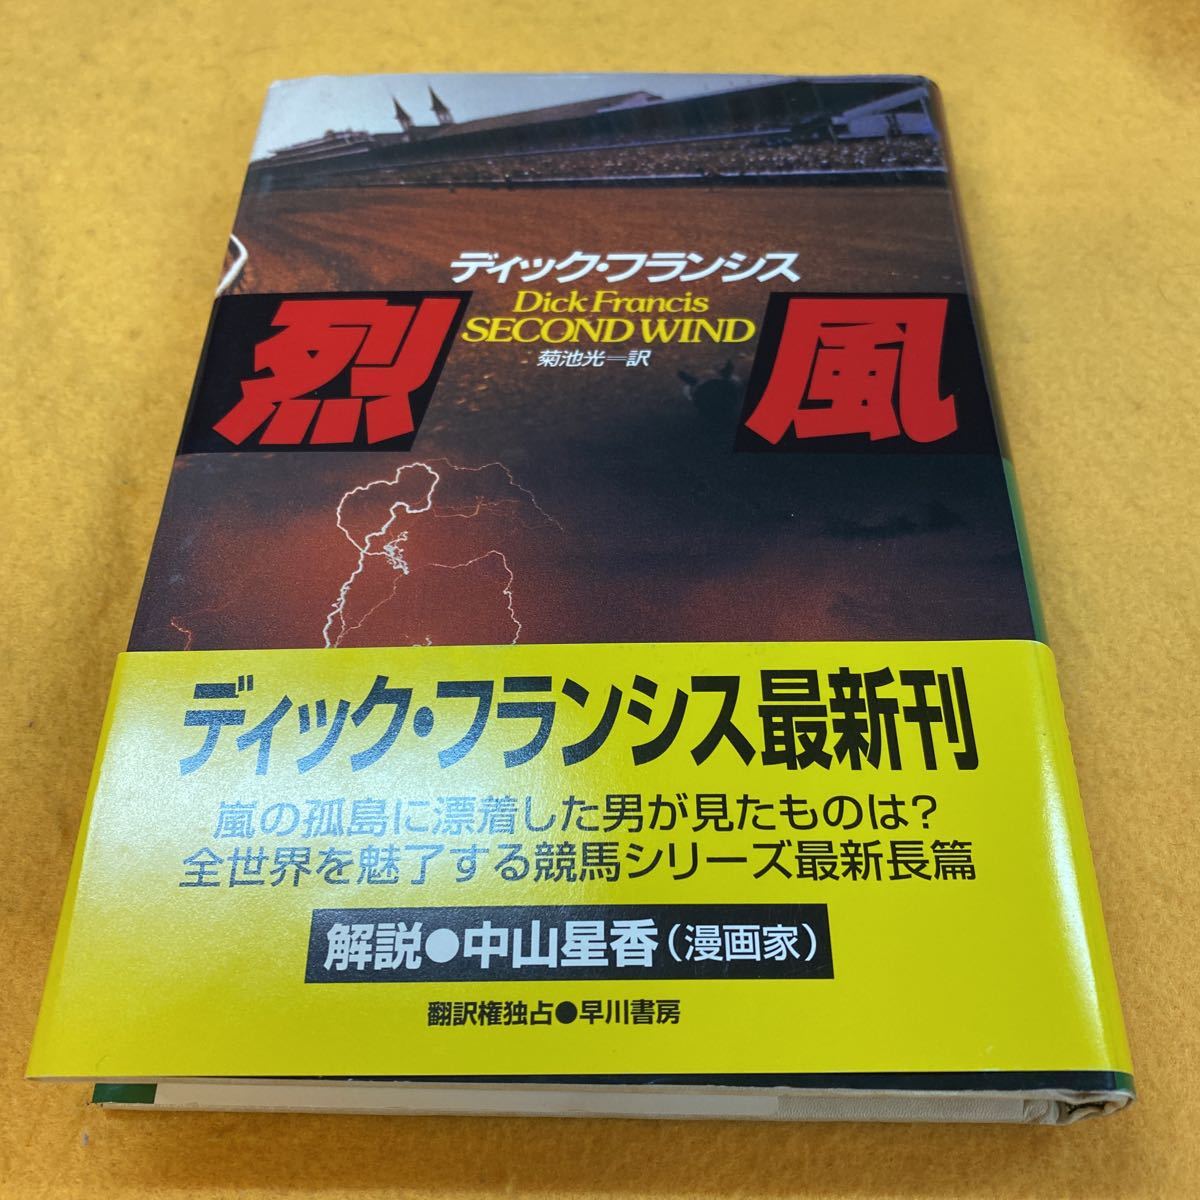 ディック・フランシス
Dick Francis
SECOND WIND
菊池光＝訳
烈風
ディック・フランシス最新刊
嵐の孤島に漂着した男が見たものは？
全世界を魅了する競馬シリーズ最新長篇
解説●中山星香（漫画家）
翻訳権独占●早川書房